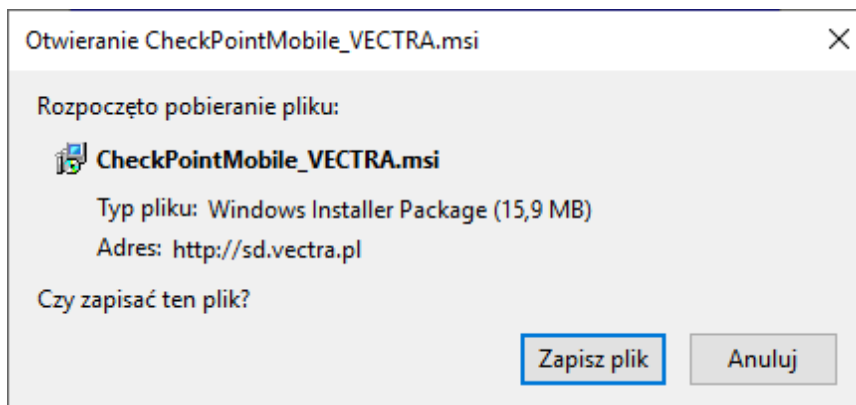 Otwieranie CheckPointMobile_VECTRA.msi
Rozpoczęto pobieranie pliku:
CheckPointMobile_VECTRA.msi
Typ pliku: Windows Installer Package (15,9 MB)
Adres: http://sd.vectra.pl
Czy zapisać ten plik?
Zapisz plik Anuluj